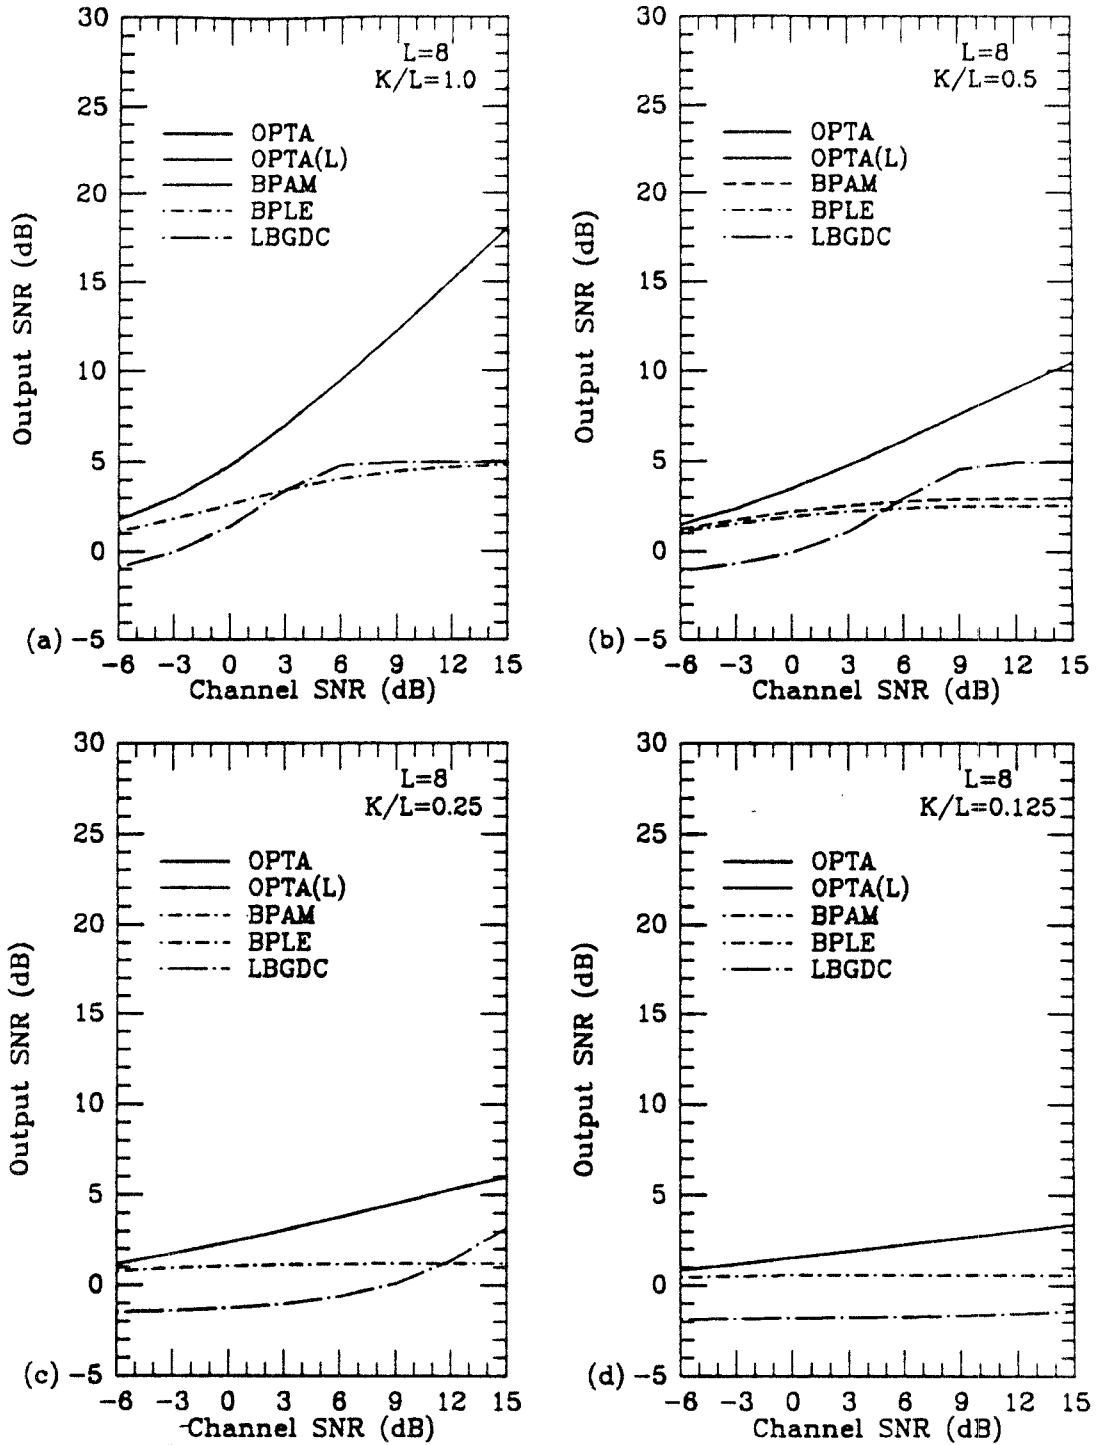 30
25
20
15
10
5
0
-5
L=8
K/L=1.0
OPTA
OPTA(L)
BPAM
BPLE
LBGDC
Output SNR (dB)
(a)
-6 -3 0 3 6 9 12 15
Channel SNR (dB)
30
25
20
15
10
5
0
-5
L=8
K/L=0.5
OPTA
OPTA(L)
BPAM
BPLE
LBGDC
Output SNR (dB)
(b)
-6 -3 0 3 6 9 12 15
Channel SNR (dB)
30
25
20
15
10
5
0
-5
L=8
K/L=0.25
OPTA
OPTA(L)
BPAM
BPLE
LBGDC
Output SNR (dB)
(c)
-6 -3 0 3 6 9 12 15
Channel SNR (dB)
30
25
20
15
10
5
0
-5
L=8
K/L=0.125
OPTA
OPTA(L)
BPAM
BPLE
LBGDC
Output SNR (dB)
(d)
-6 -3 0 3 6 9 12 15
Channel SNR (dB)